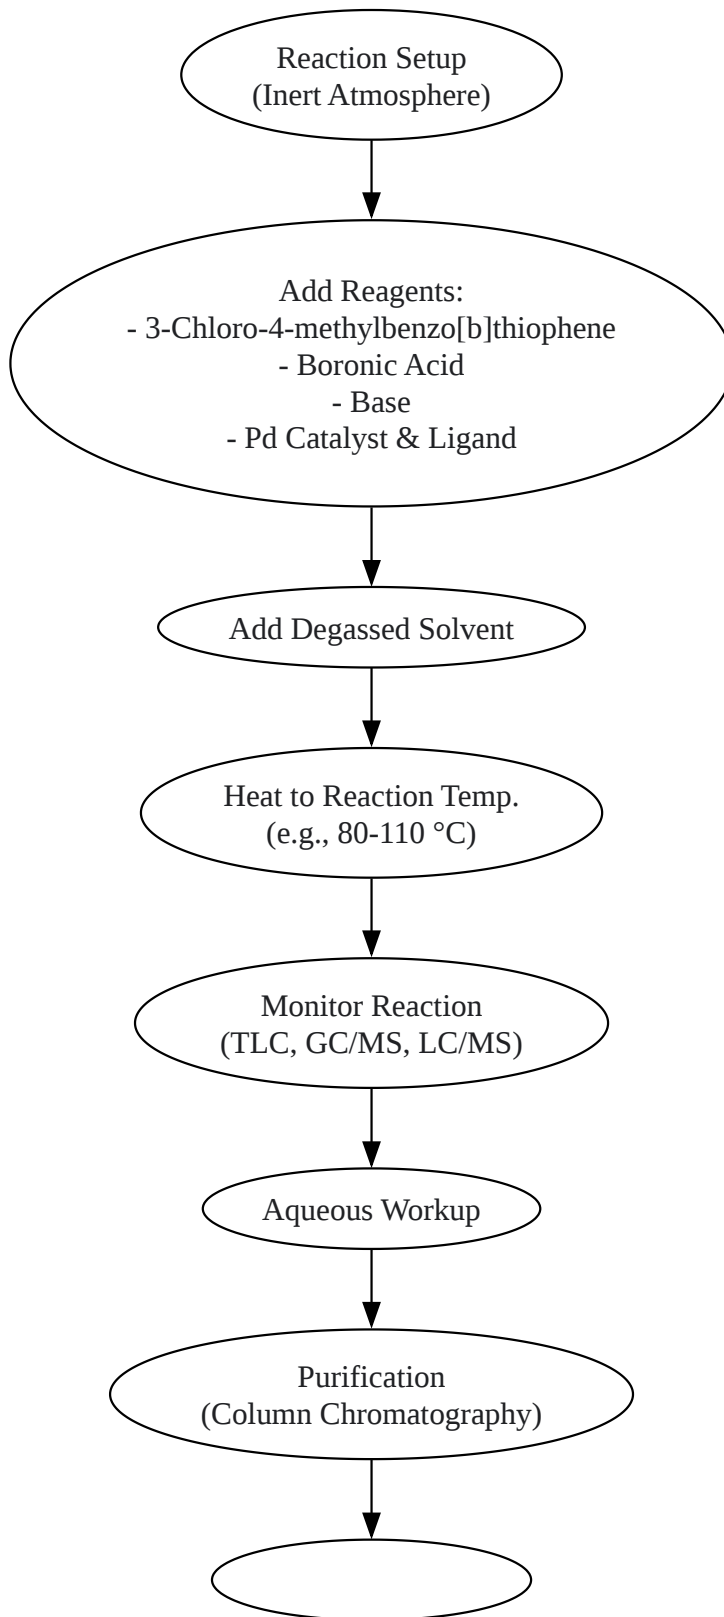 Reaction Setup
(Inert Atmosphere)
Add Reagents:
- 3-Chloro-4-methylbenzo[b]thiophene
- Boronic Acid
- Base
- Pd Catalyst & Ligand
Add Degassed Solvent
Heat to Reaction Temp.
(e.g., 80-110 °C)
Monitor Reaction
(TLC, GC/MS, LC/MS)
Aqueous Workup
Purification
(Column Chromatography)